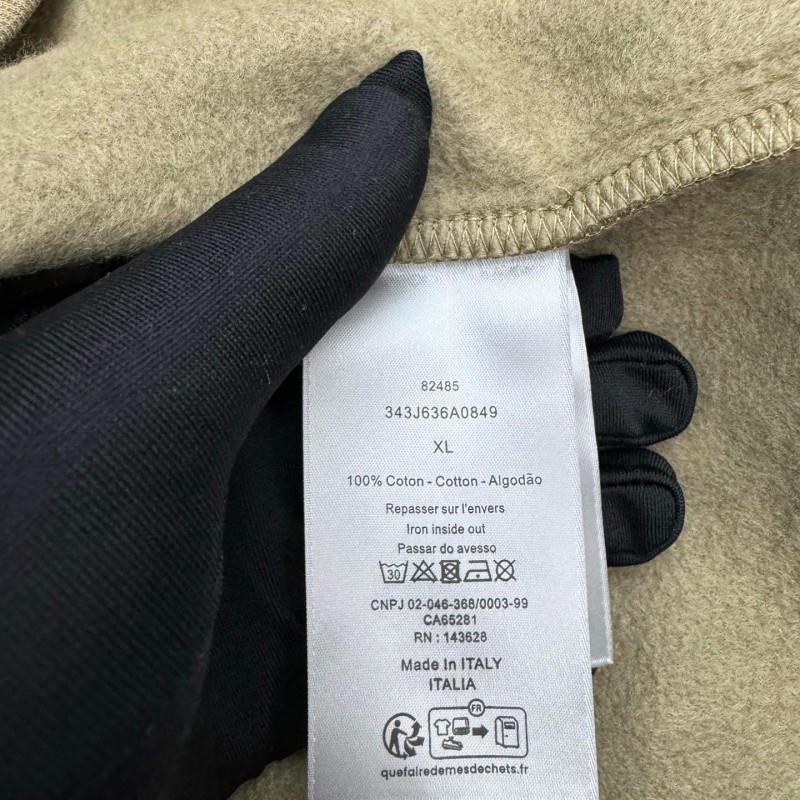 82485
343J636A0849
XL
100% Coton - Cotton - Algodão
Repasser sur l'envers
Iron inside out
Passar do avesso
30
CNPJ 02-046-368/0003-99
CA65281
RN : 143628
Made In ITALY
ITALIA
FR
quefairedemesdechets.fr